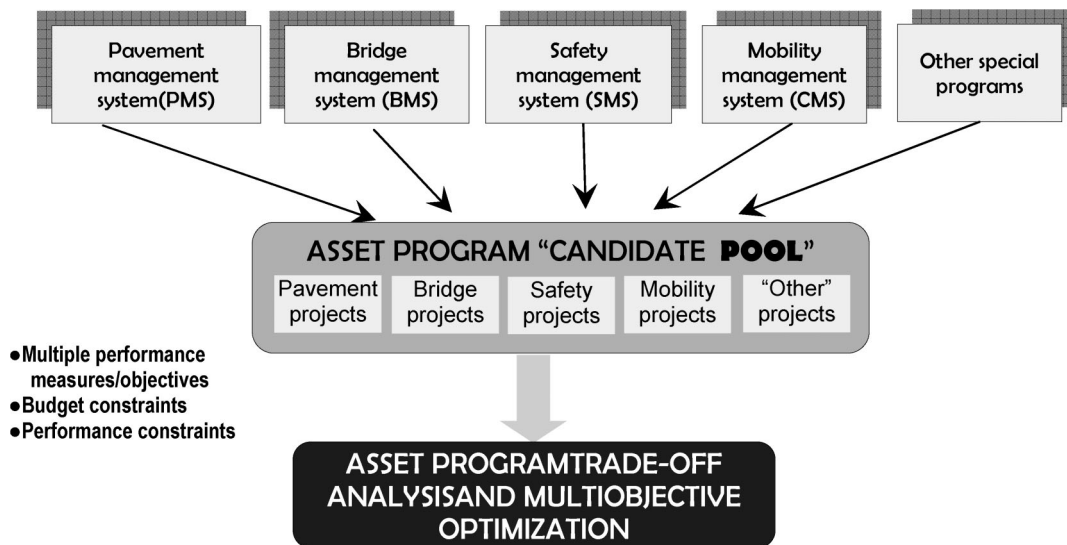 Pavement
management
system(PMS)
Bridge
management
system (BMS)
Safety
management
system (SMS)
Mobility
management
system (CMS)
Other special
programs
ASSET PROGRAM “CANDIDATE POOL”
Pavement
projects
Bridge
projects
Safety
projects
Mobility
projects
“Other”
projects
●Multiple performance
measures/objectives
●Budget constraints
●Performance constraints
ASSET PROGRAMTRADE-OFF
ANALYSISAND MULTIOBJECTIVE
OPTIMIZATION